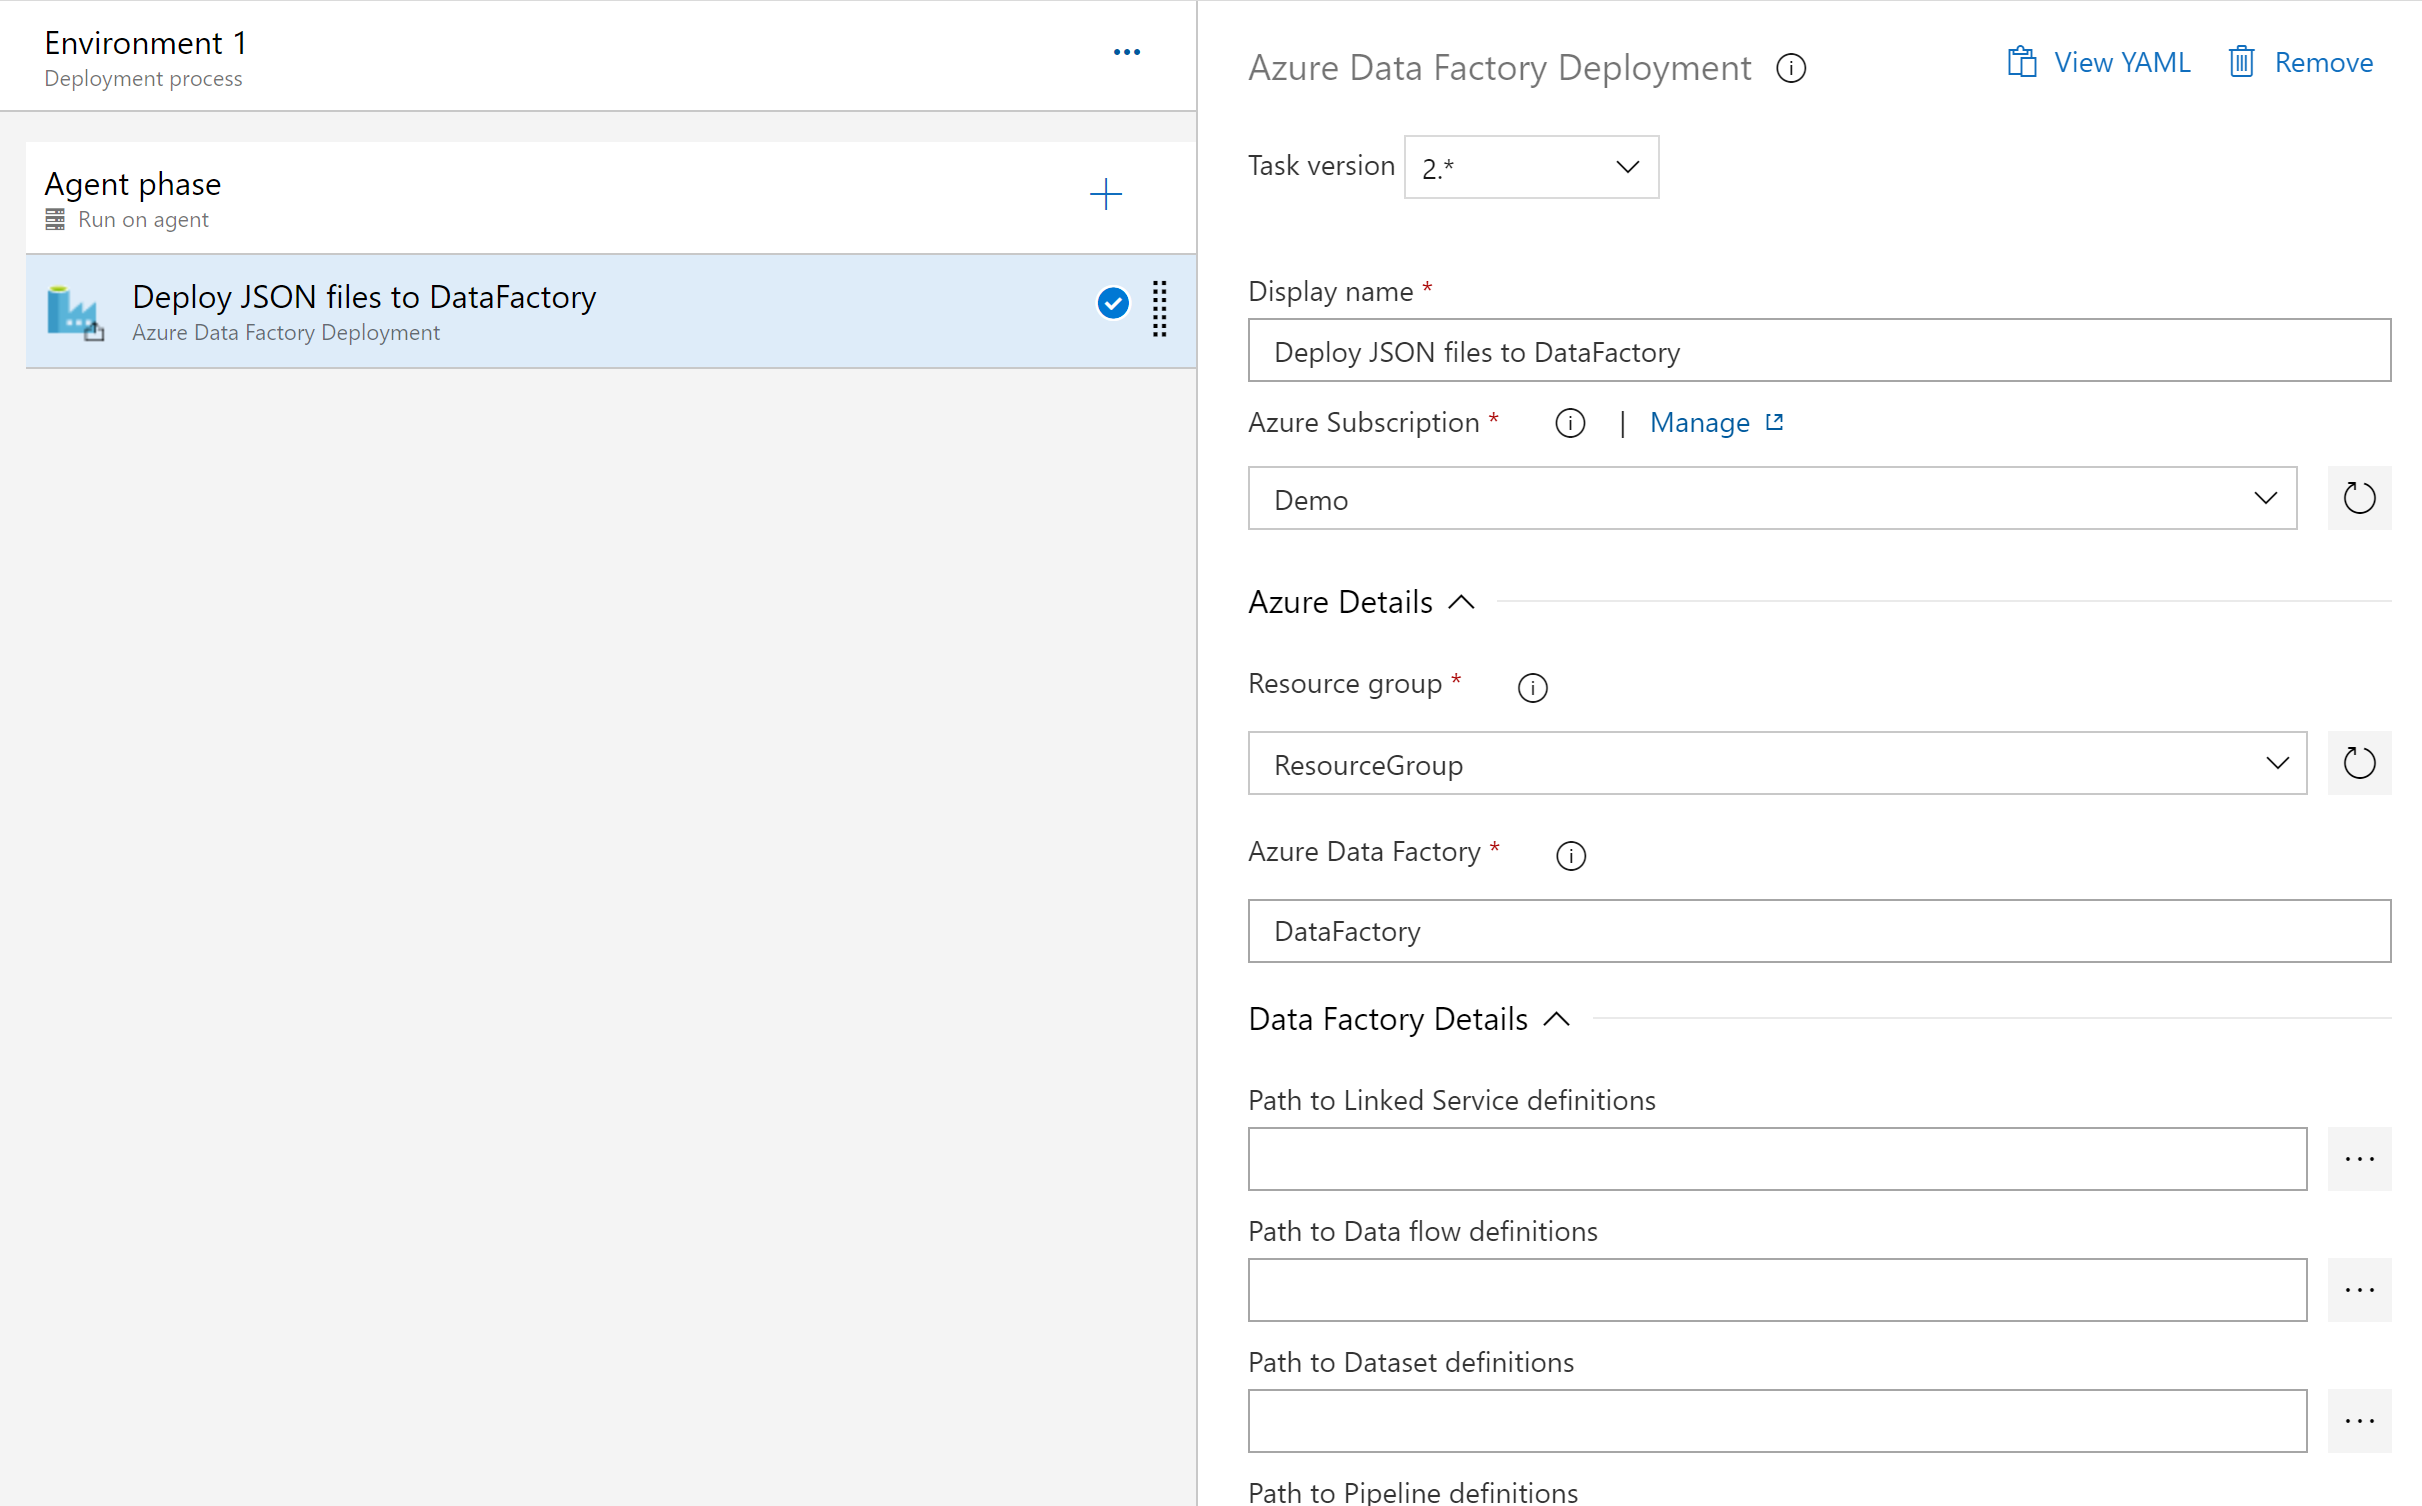 Environment 1
Deployment process
Agent phase
Run on agent
Deploy JSON files to DataFactory
Azure Data Factory Deployment
Azure Data Factory Deployment
View YAML
Remove
Task version
2.*
Display name *
Deploy JSON files to DataFactory
Azure Subscription * | Manage
Demo
Azure Details
Resource group *
ResourceGroup
Azure Data Factory *
DataFactory
Data Factory Details
Path to Linked Service definitions
Path to Data flow definitions
Path to Dataset definitions
Path to Pipeline definitions